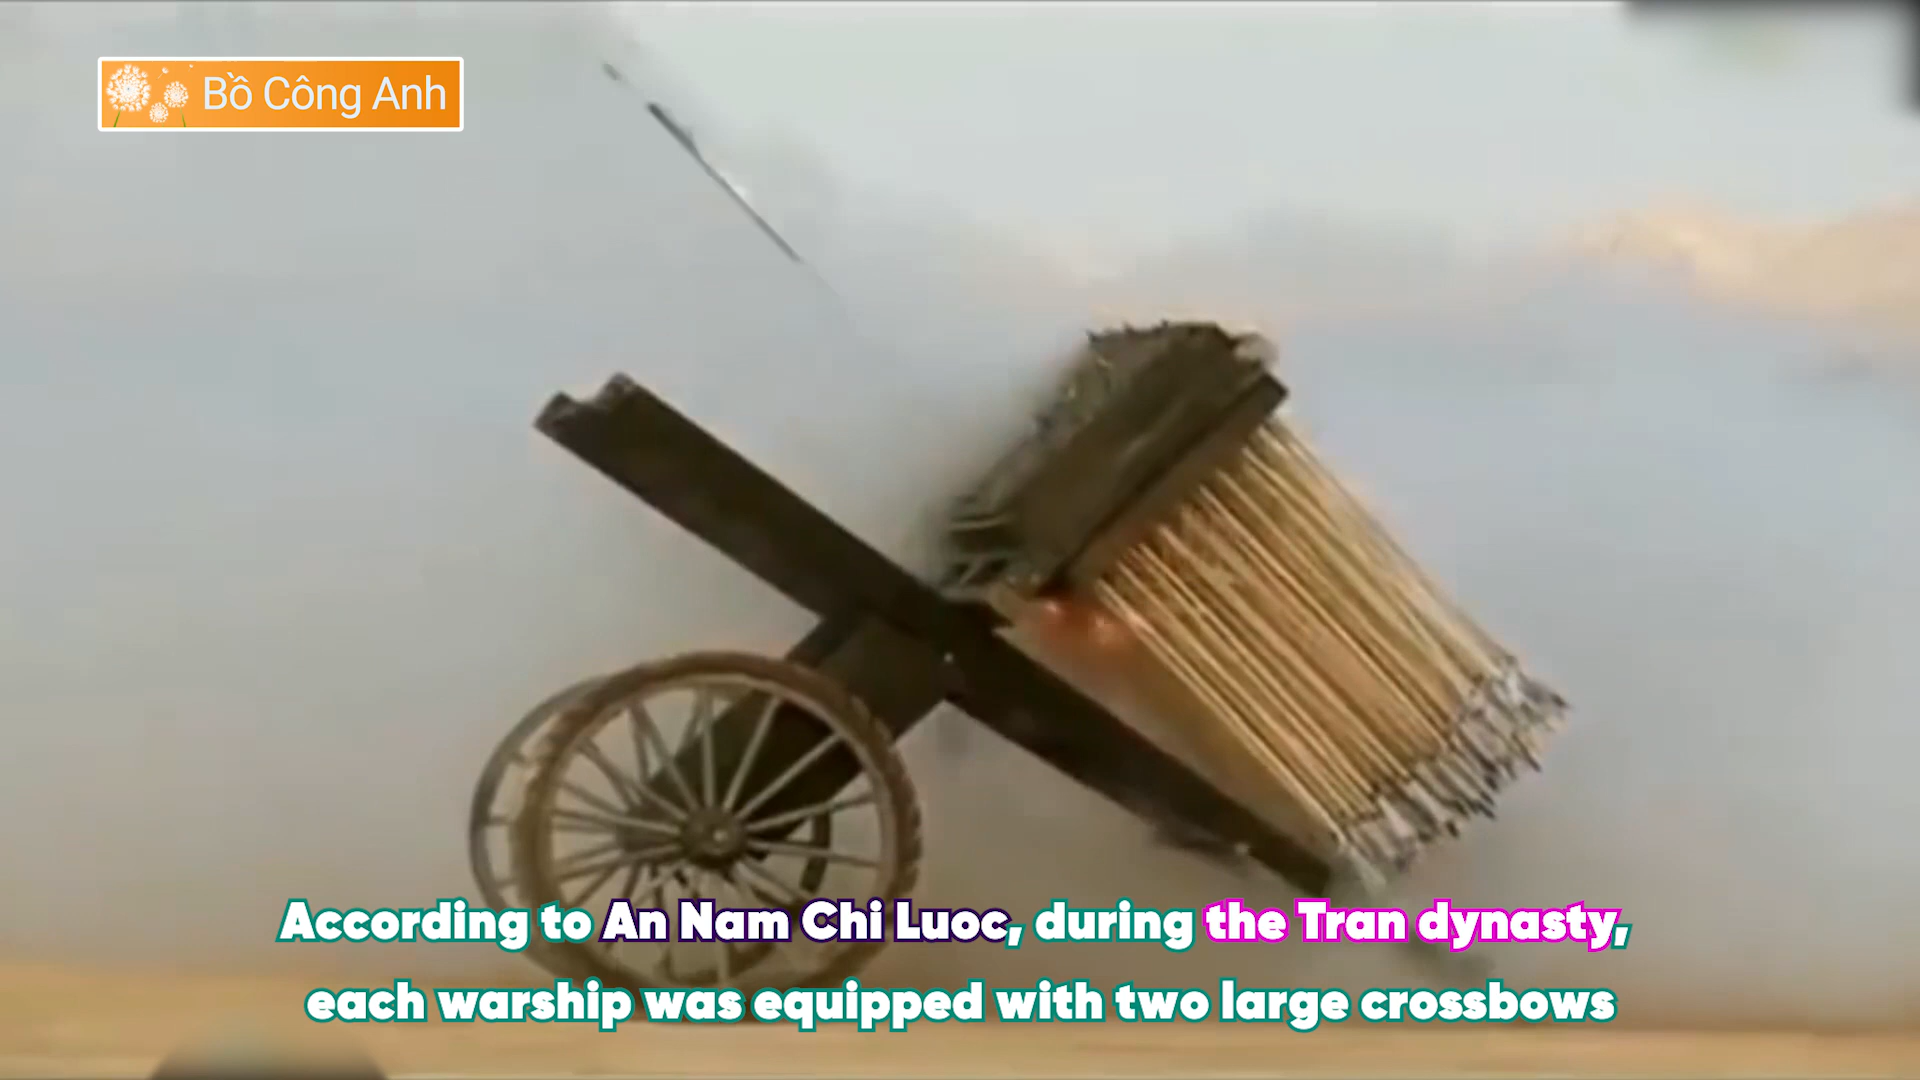 Bồ Công Anh
According to An Nam Chi Luoc, during the Tran dynasty,
each warship was equipped with two large crossbows